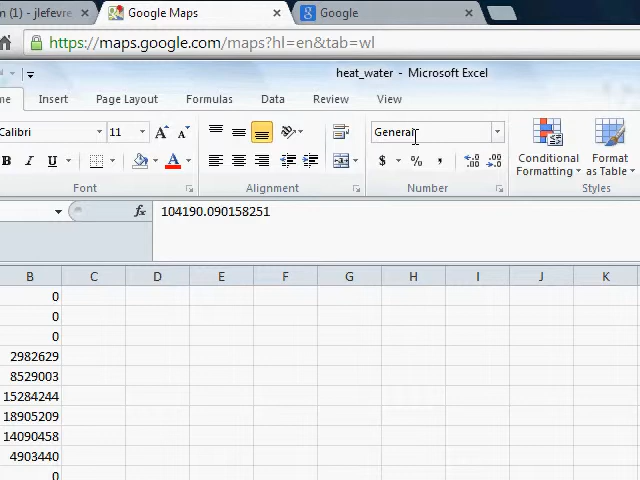 m (1) - jlefevre
Google Maps
Google
https://maps.google.com/maps?hl=en&tab=wl
heat_water - Microsoft Excel
Insert
Page Layout
Formulas
Data
Review
View
Calibri
11
A
A
General
B
I
U
A
$
%
,
.00
.00
Conditional
Formatting
Format
as Table
Font
Alignment
Number
Styles
fx
104190.090158251
B C D E F G H I J K
0
0
0
2982629
8529003
15284244
18905209
14090458
4903440
0